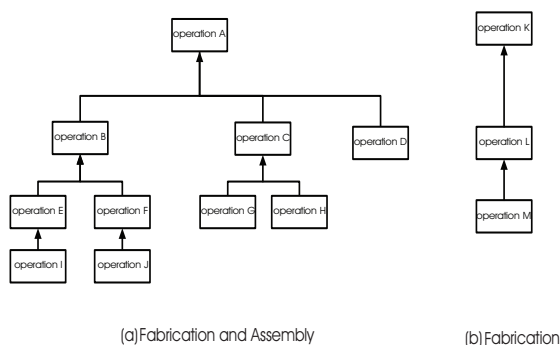 operation A
operation K
operation B
operation C
operation D
operation L
operation E
operation F
operation G
operation H
operation M
operation I
operation J
(a)Fabrication and Assembly
(b)Fabrication